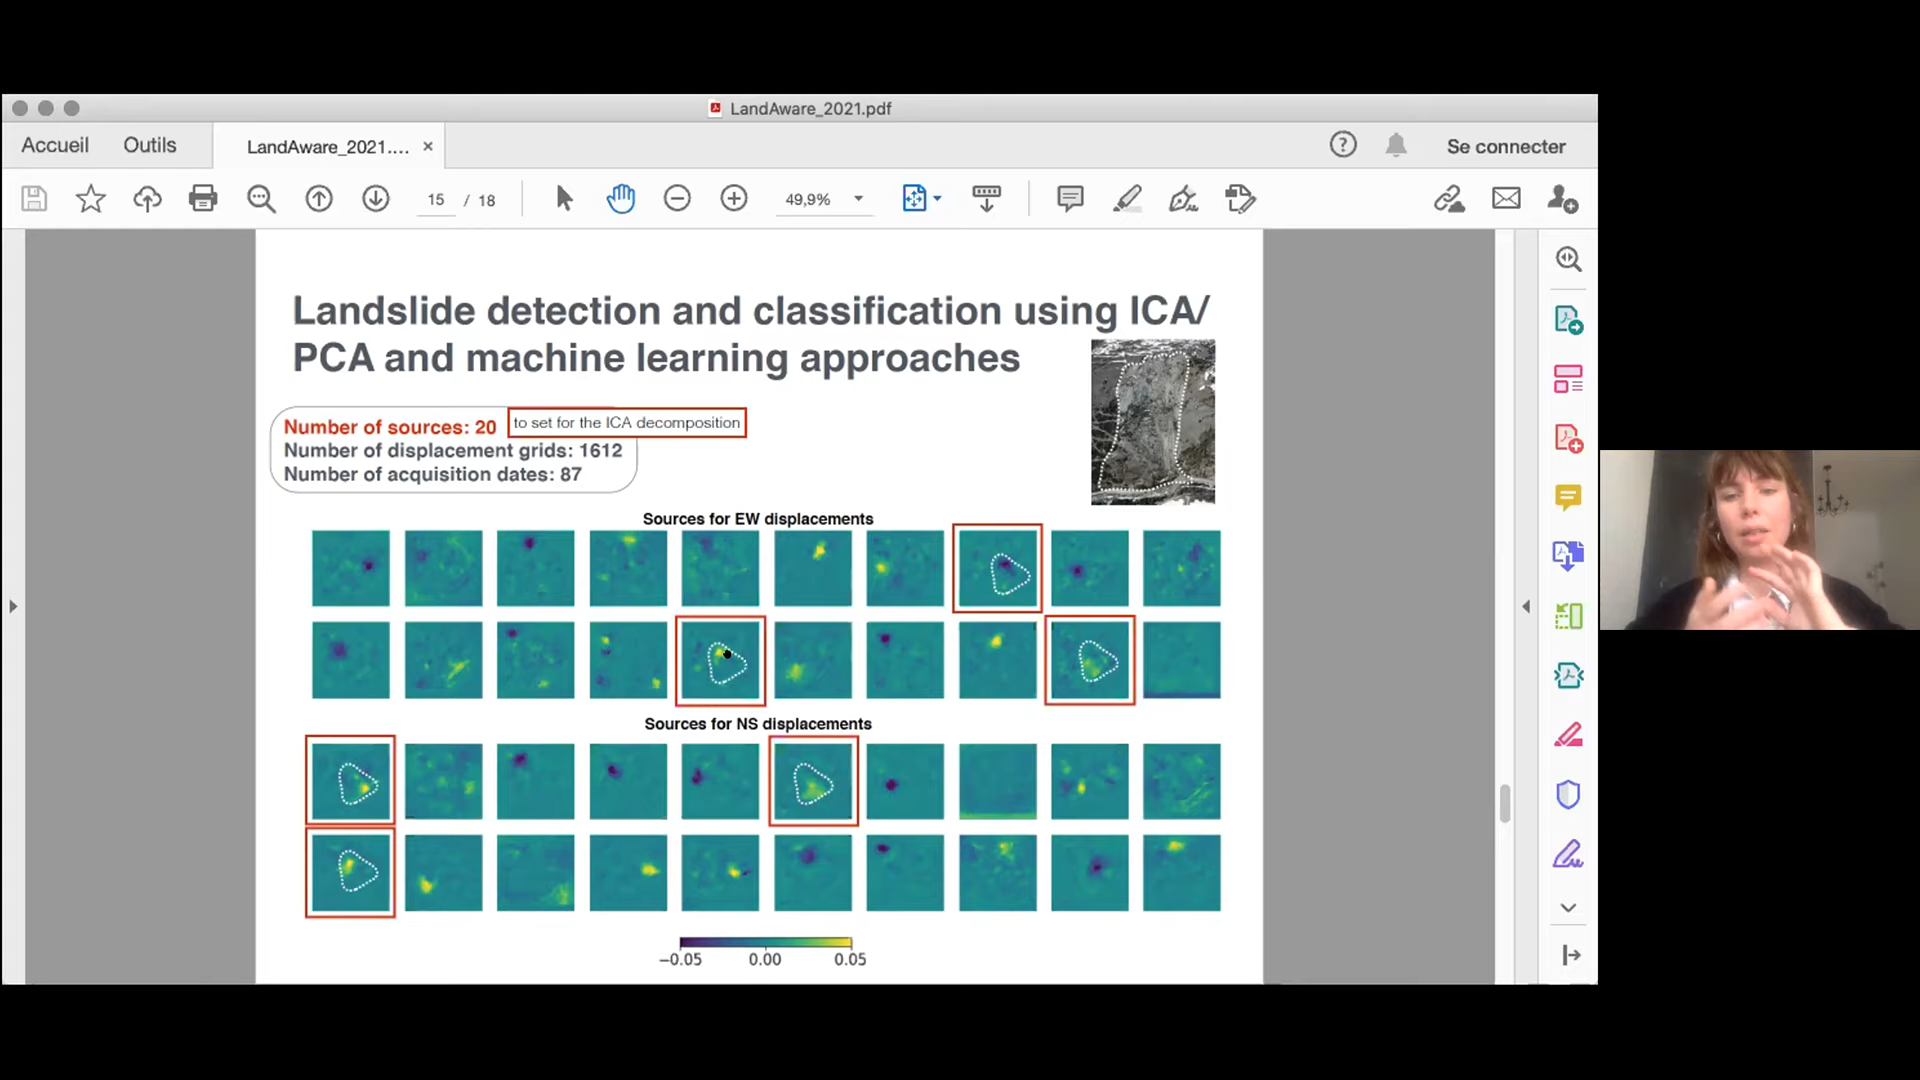 LandAware_2021.pdf
Accueil
Outils
LandAware_2021....
Se connecter
15 / 18
49,9%
Landslide detection and classification using ICA/
PCA and machine learning approaches
Number of sources: 20
to set for the ICA decomposition
Number of displacement grids: 1612
Number of acquisition dates: 87
Sources for EW displacements
Sources for NS displacements
−0.05
0.00
0.05